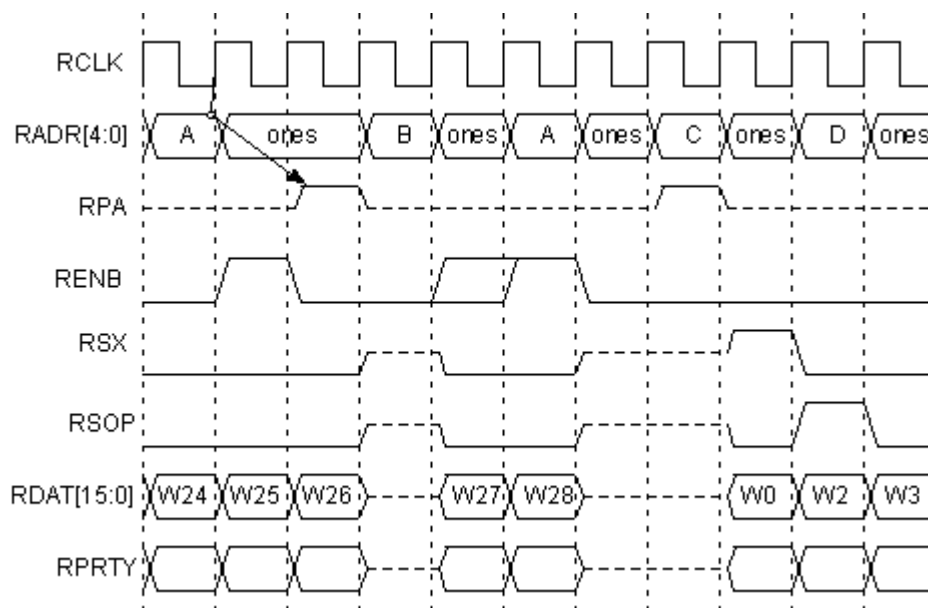 RCLK
RADR[4:0] A ones B ones A ones C ones D ones
RPA
RENB
RSX
RSOP
RDAT[15:0] W24 W25 W26 W27 W28 W0 W2 W3
RPRTY